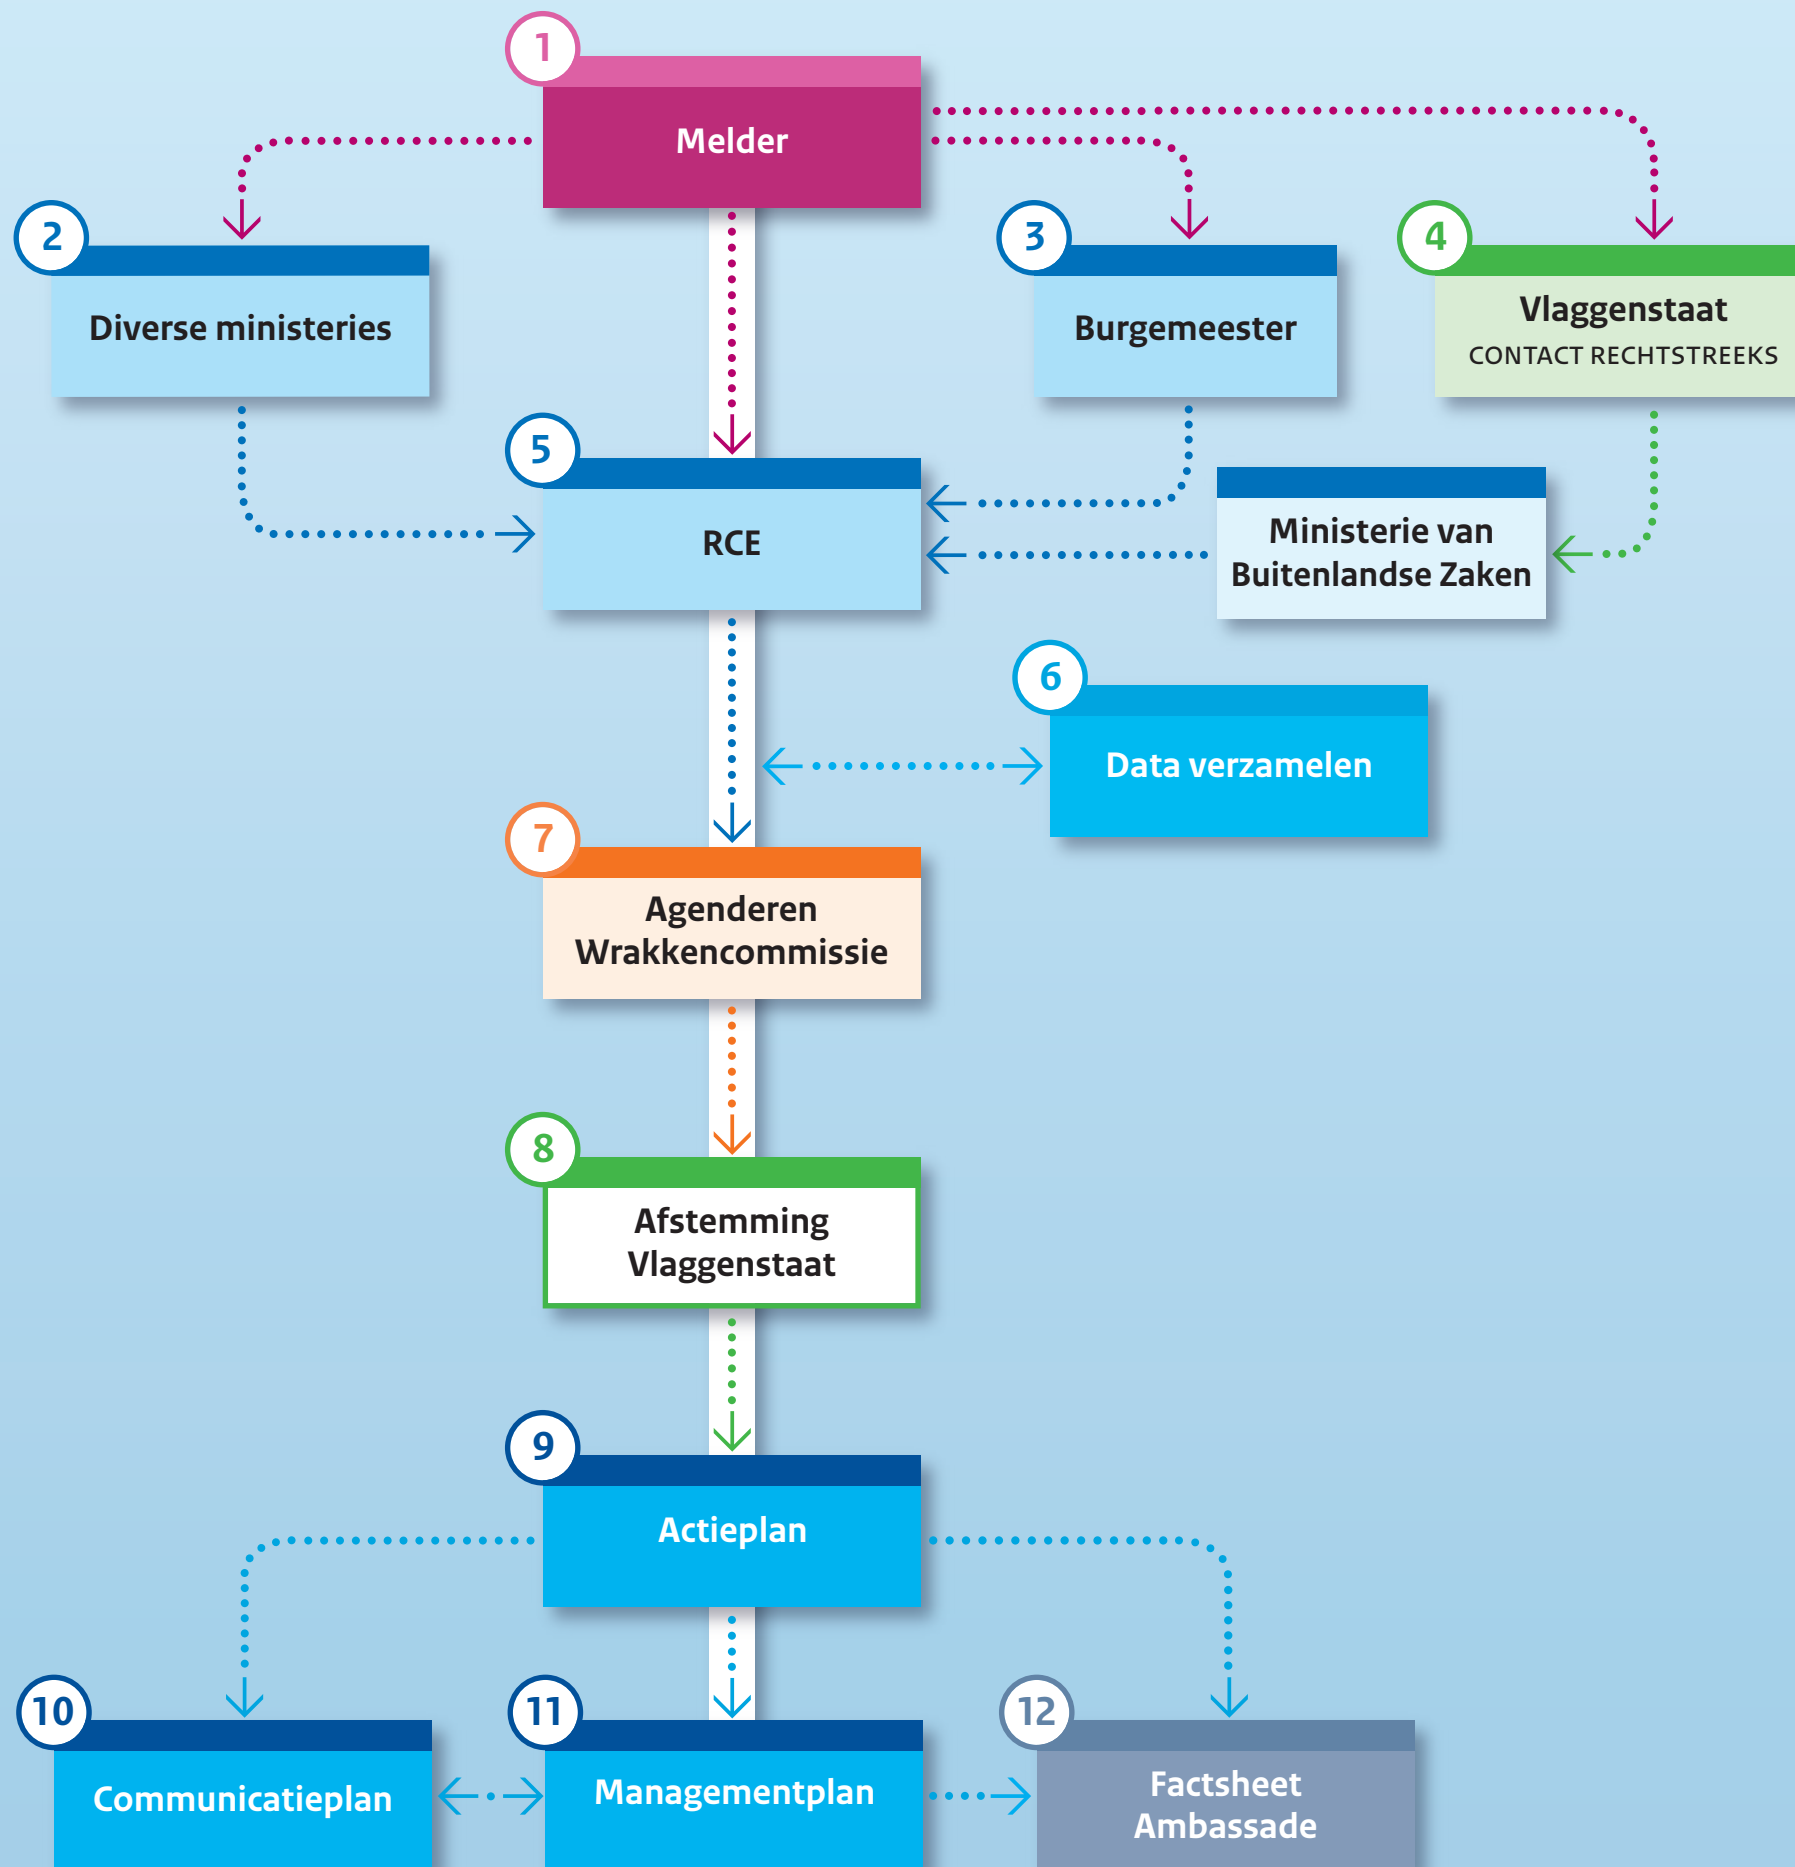 1
Melder
2
Diverse ministeries
3
Burgemeester
4
Vlaggenstaat
CONTACT RECHTSTREEKS
5
RCE
Ministerie van
Buitenlandse Zaken
6
Data verzamelen
7
Agenderen
Wrakkencommissie
8
Afstemming
Vlaggenstaat
9
Actieplan
10
Communicatieplan
11
Managementplan
12
Factsheet
Ambassade